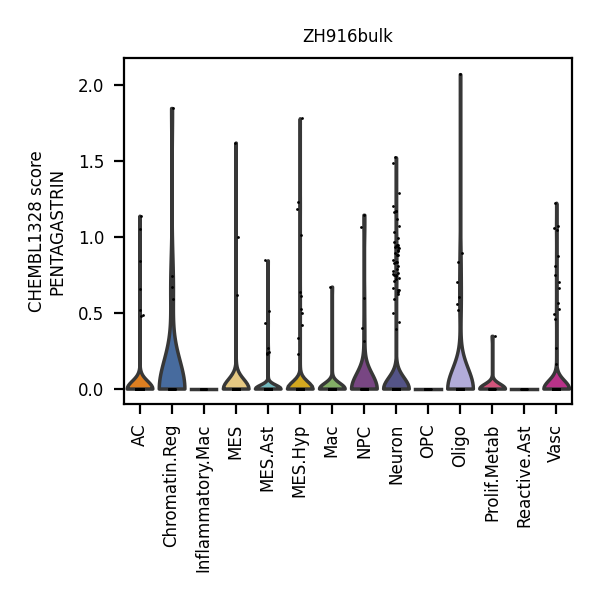 ZH916bulk
CHEMBL1328 score
PENTAGASTRIN
2.0
1.5
1.0
0.5
0.0
AC
Chromatin.Reg
Inflammatory.Mac
MES
MES.Ast
MES.Hyp
Mac
NPC
Neuron
OPC
Oligo
Prolif.Metab
Reactive.Ast
Vasc